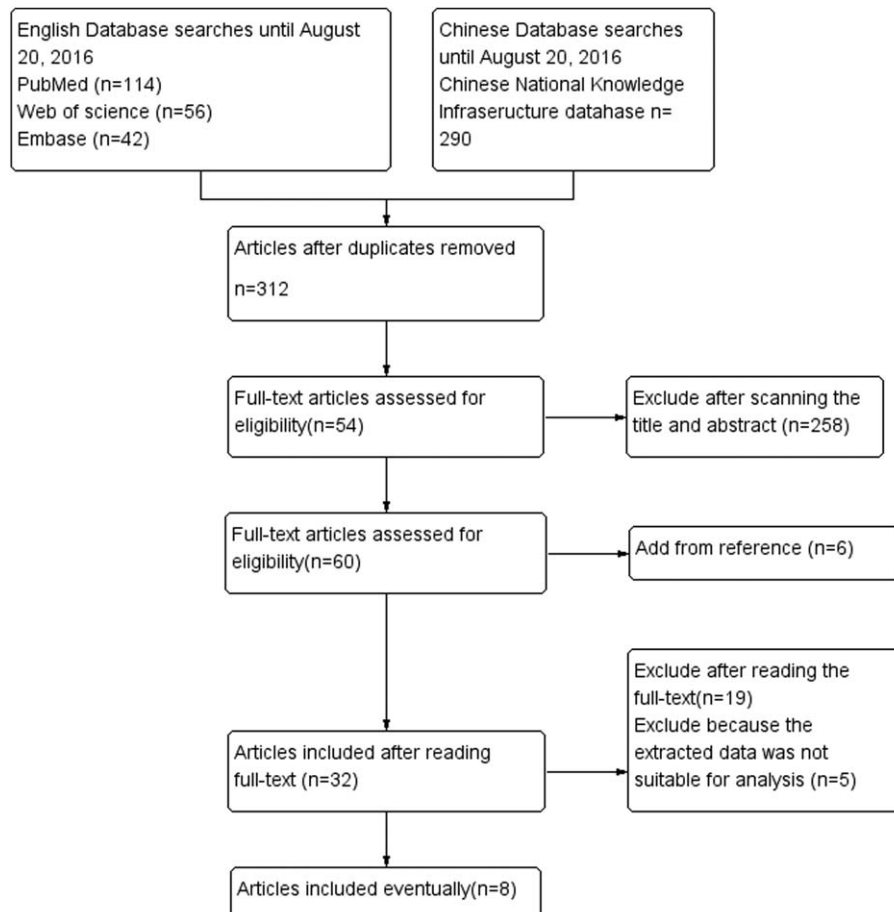 English Database searches until August
20, 2016
PubMed (n=114)
Web of science (n=56)
Embase (n=42)
Chinese Database searches
until August 20, 2016
Chinese National Knowledge
Infraseructure datahase n=
290
Articles after duplicates removed
n=312
Full-text articles assessed for
eligibility(n=54)
Exclude after scanning the
title and abstract (n=258)
Full-text articles assessed for
eligibility(n=60)
Add from reference (n=6)
Exclude after reading the
full-text(n=19)
Exclude because the
extracted data was not
suitable for analysis (n=5)
Articles included after reading
full-text (n=32)
Articles included eventually(n=8)